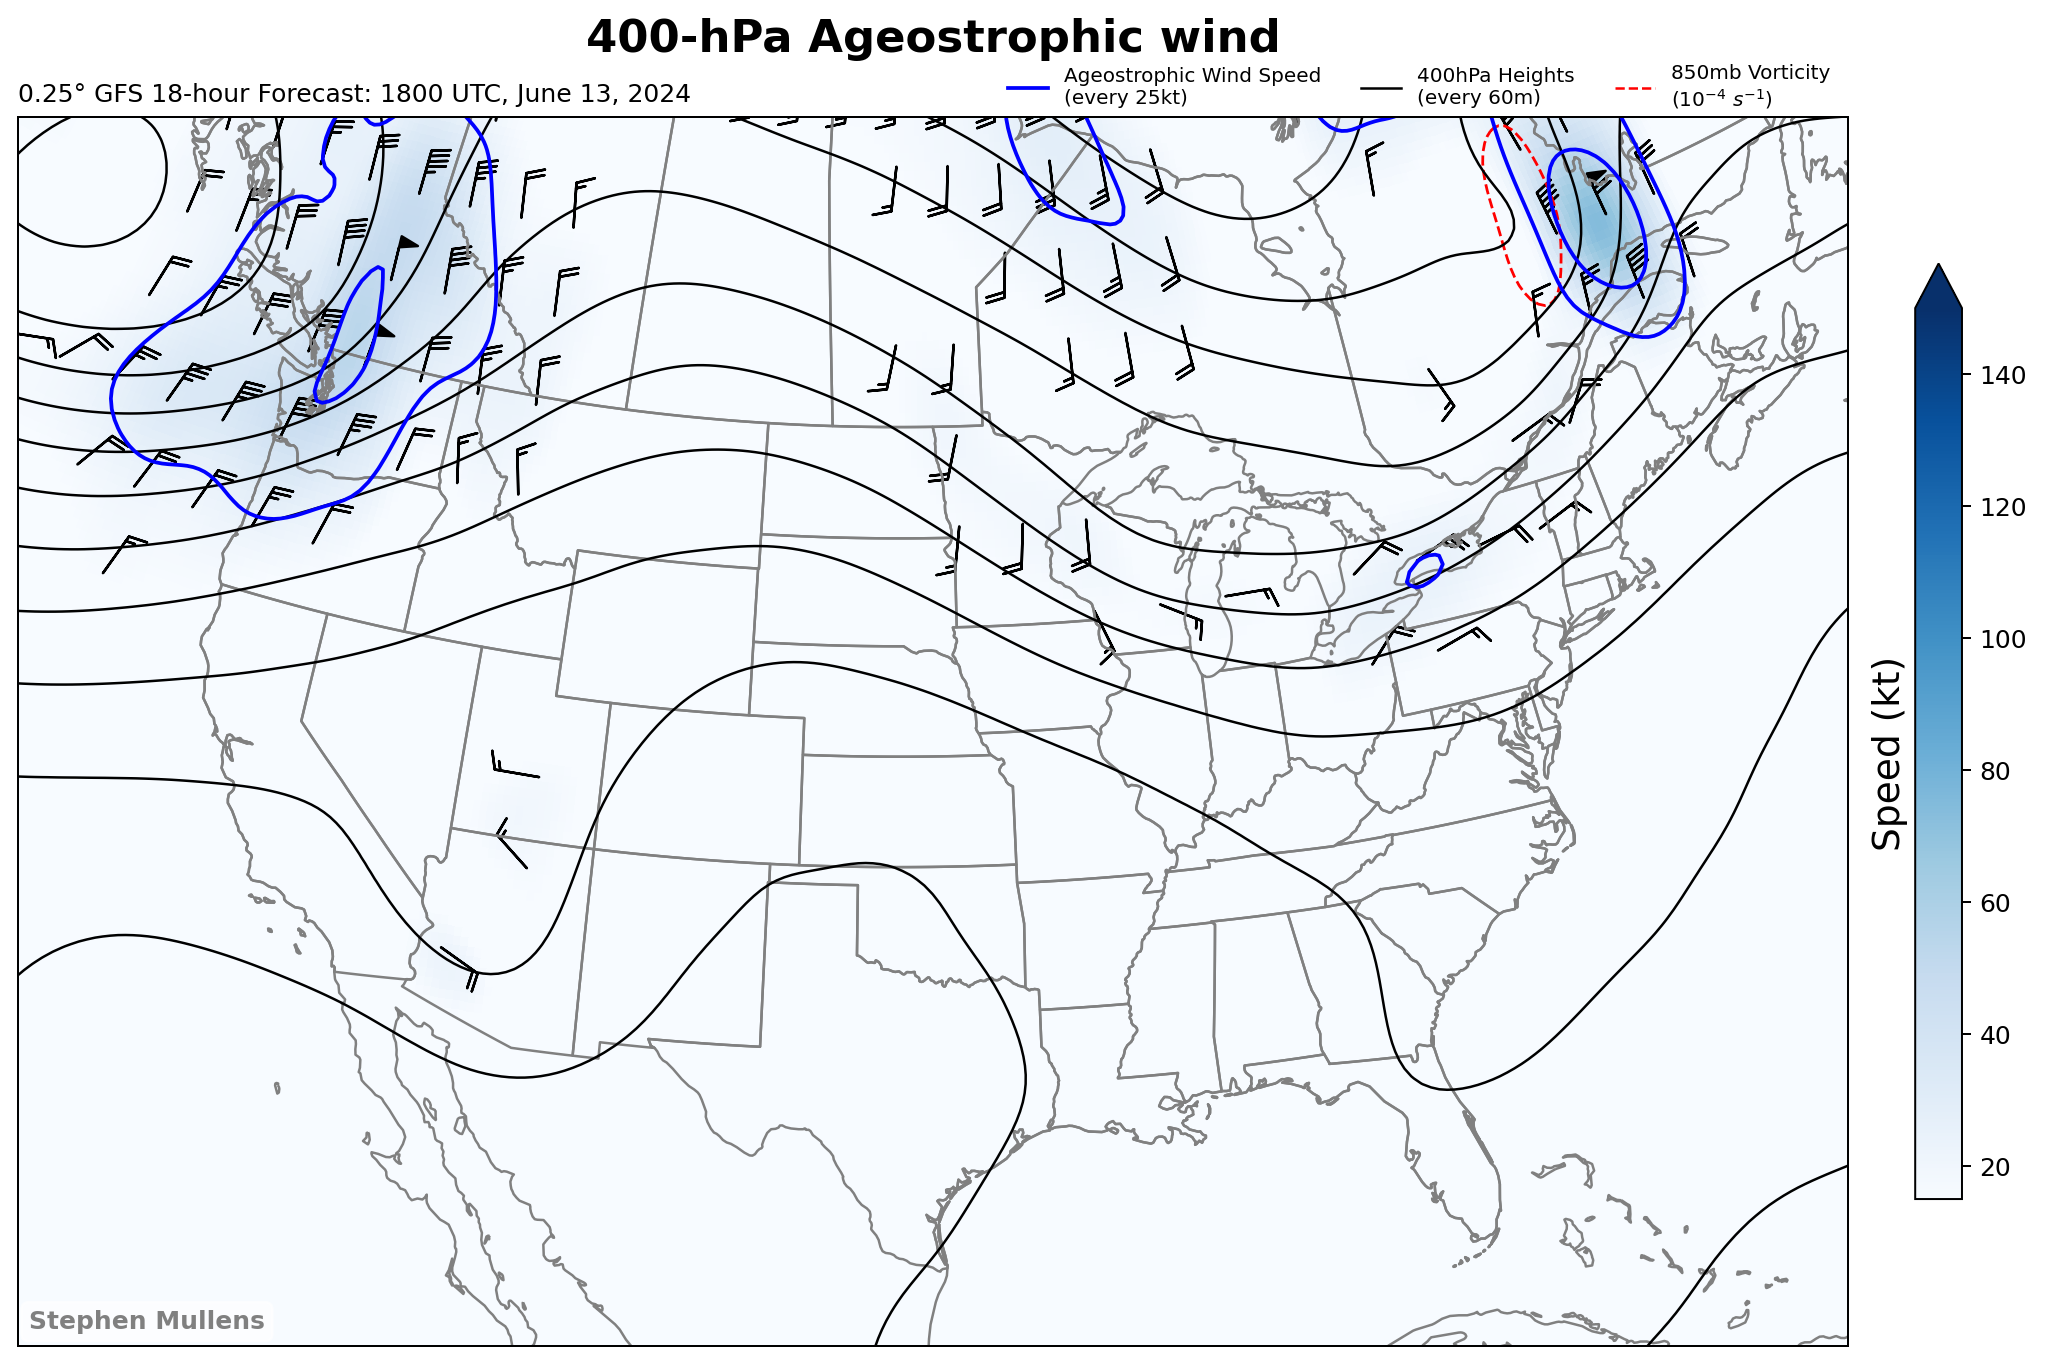 400-hPa Ageostrophic wind
0.25° GFS 18-hour Forecast: 1800 UTC, June 13, 2024
Ageostrophic Wind Speed
(every 25kt)
400hPa Heights
(every 60m)
850mb Vorticity
(10⁻⁴ s⁻¹)
140
120
100
80
60
40
20
Speed (kt)
Stephen Mullens